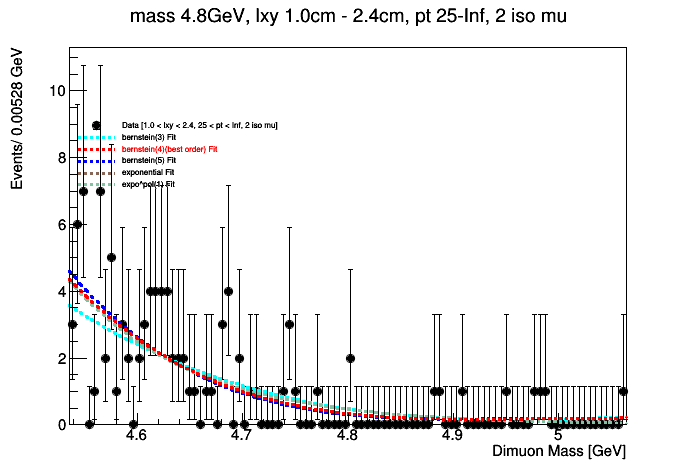 mass 4.8GeV, lxy 1.0cm - 2.4cm, pt 25-Inf, 2 iso mu
Events/ 0.00528 GeV
10
8
6
4
2
0
Data [1.0 < lxy < 2.4, 25 < pt < Inf, 2 iso mu]
bernstein(3) Fit
bernstein(4)(best order) Fit
bernstein(5) Fit
exponential Fit
expo*pol(1) Fit
4.6 4.7 4.8 4.9 5
Dimuon Mass [GeV]